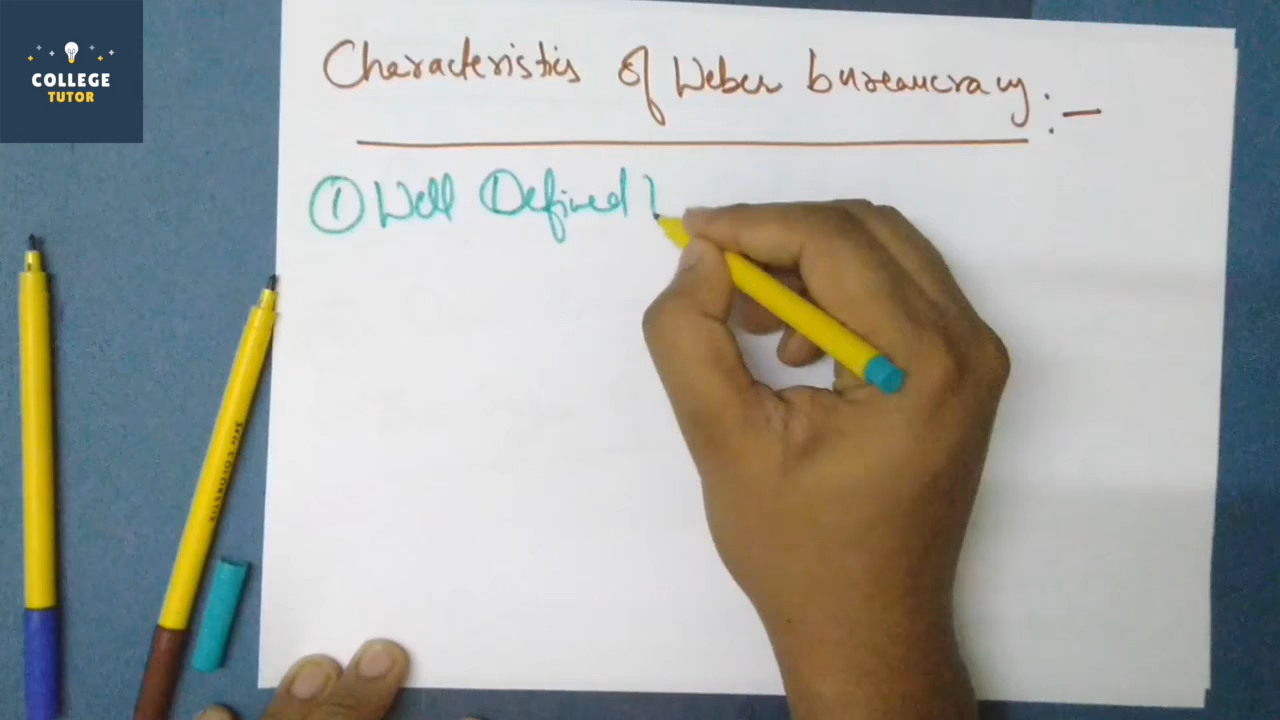 COLLEGE
TUTOR
Characteristics of Weber bureaucracy:-
① Well Defined